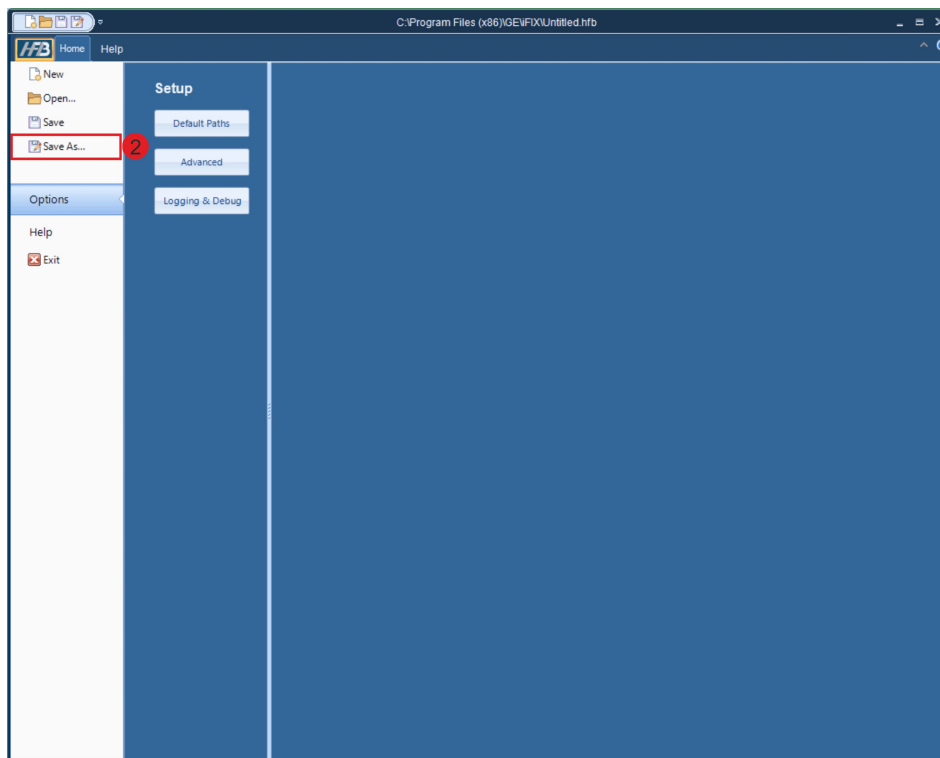 C:\Program Files (x86)\GE\iFIX\Untitled.hfb
HFB Home Help
New
Open...
Save
Save As... 2
Options
Help
Exit
Setup
Default Paths
Advanced
Logging & Debug